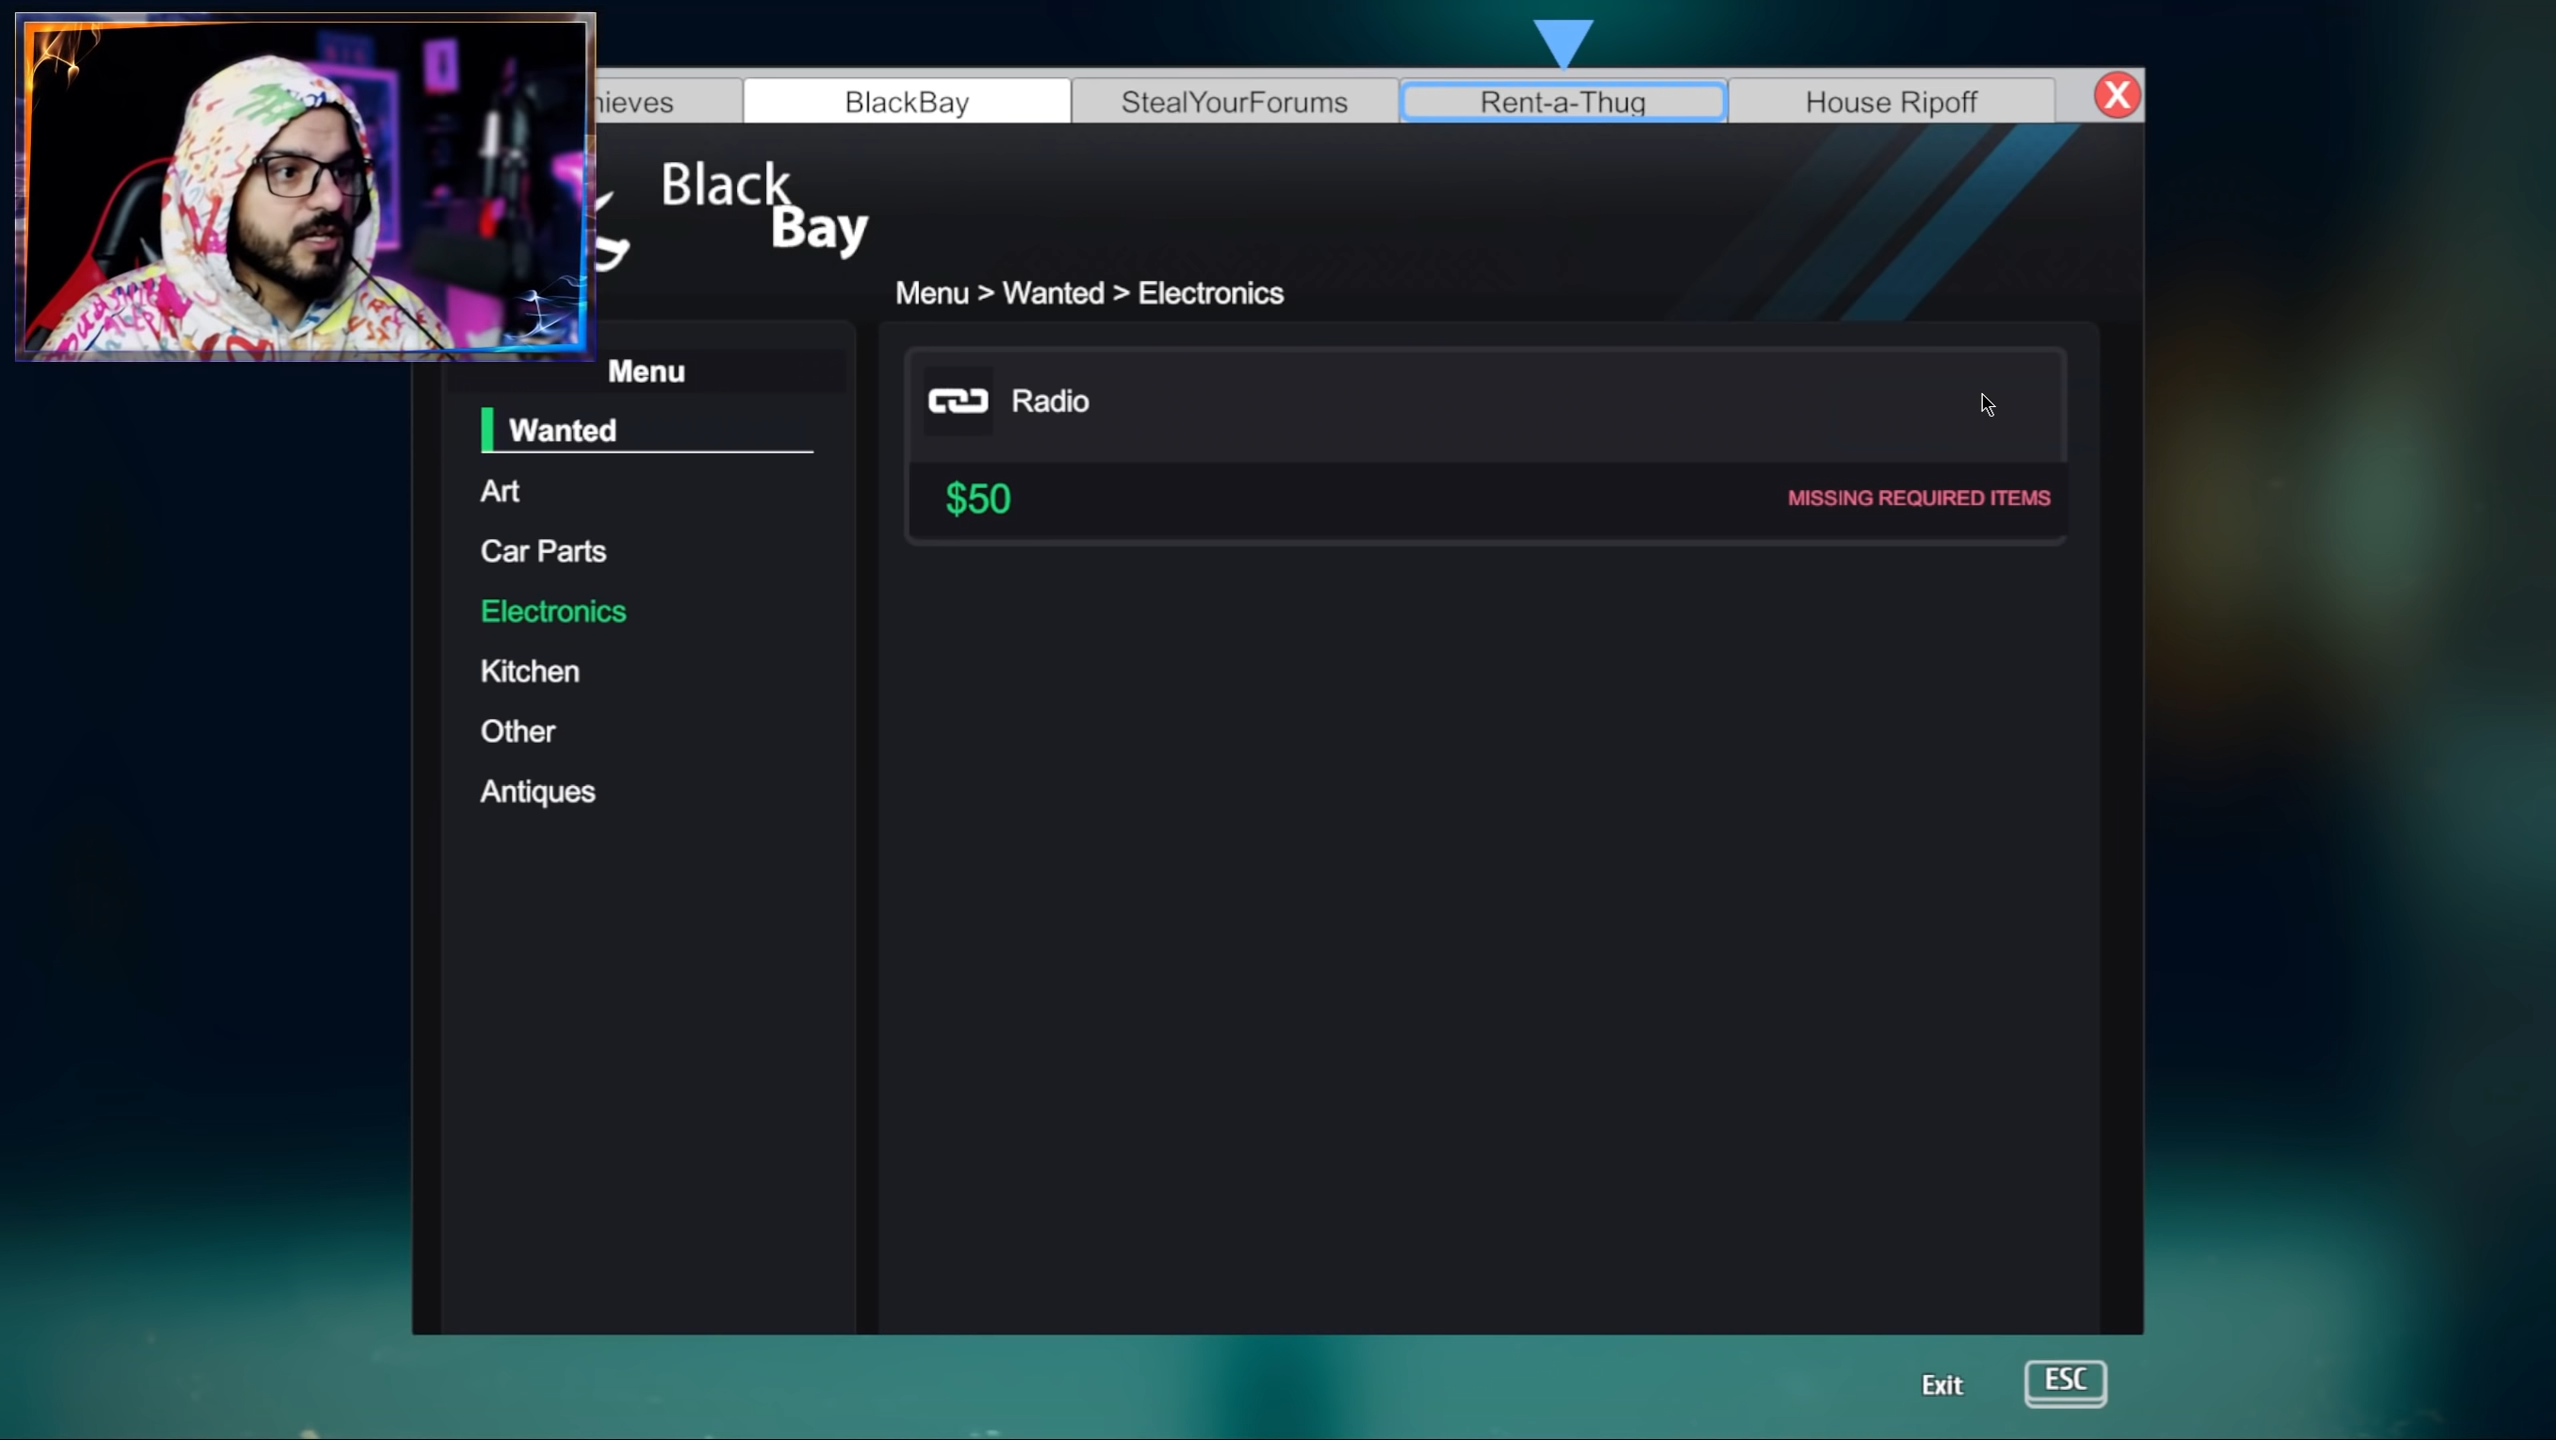 BlackBay
StealYourForums
Rent-a-Thug
House Ripoff
X
Black
Bay
Menu > Wanted > Electronics
Menu
Wanted
Art
Car Parts
Electronics
Kitchen
Other
Antiques
Radio
$50
MISSING REQUIRED ITEMS
Exit
ESC